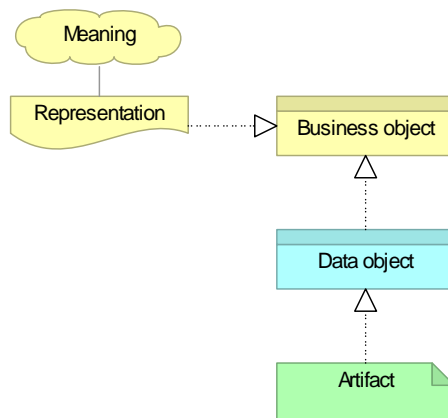 Meaning
Representation
Business object
Data object
Artifact